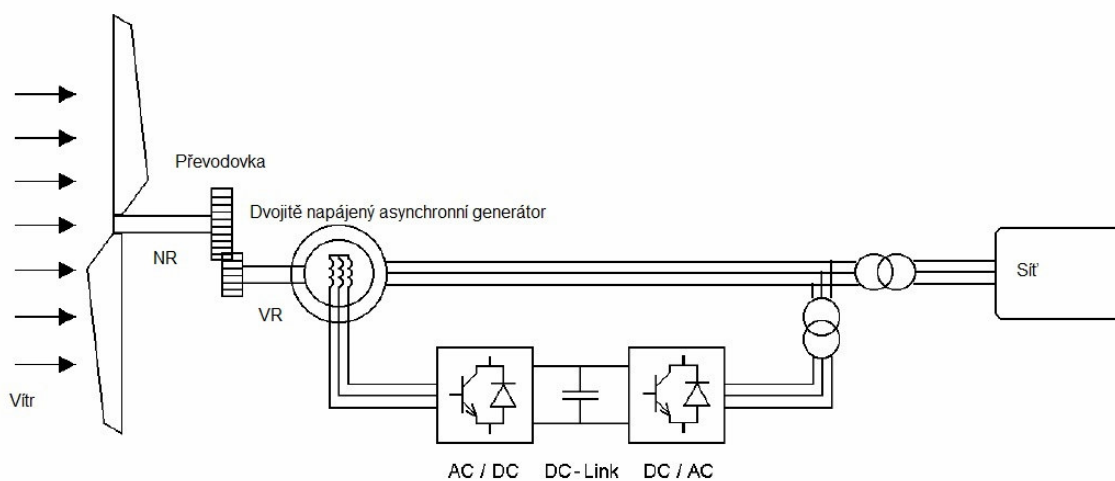 Převodovka
Dvojitě napájený asynchronní generátor
NR
Síť
VR
Vítr
AC / DC DC-Link DC / AC